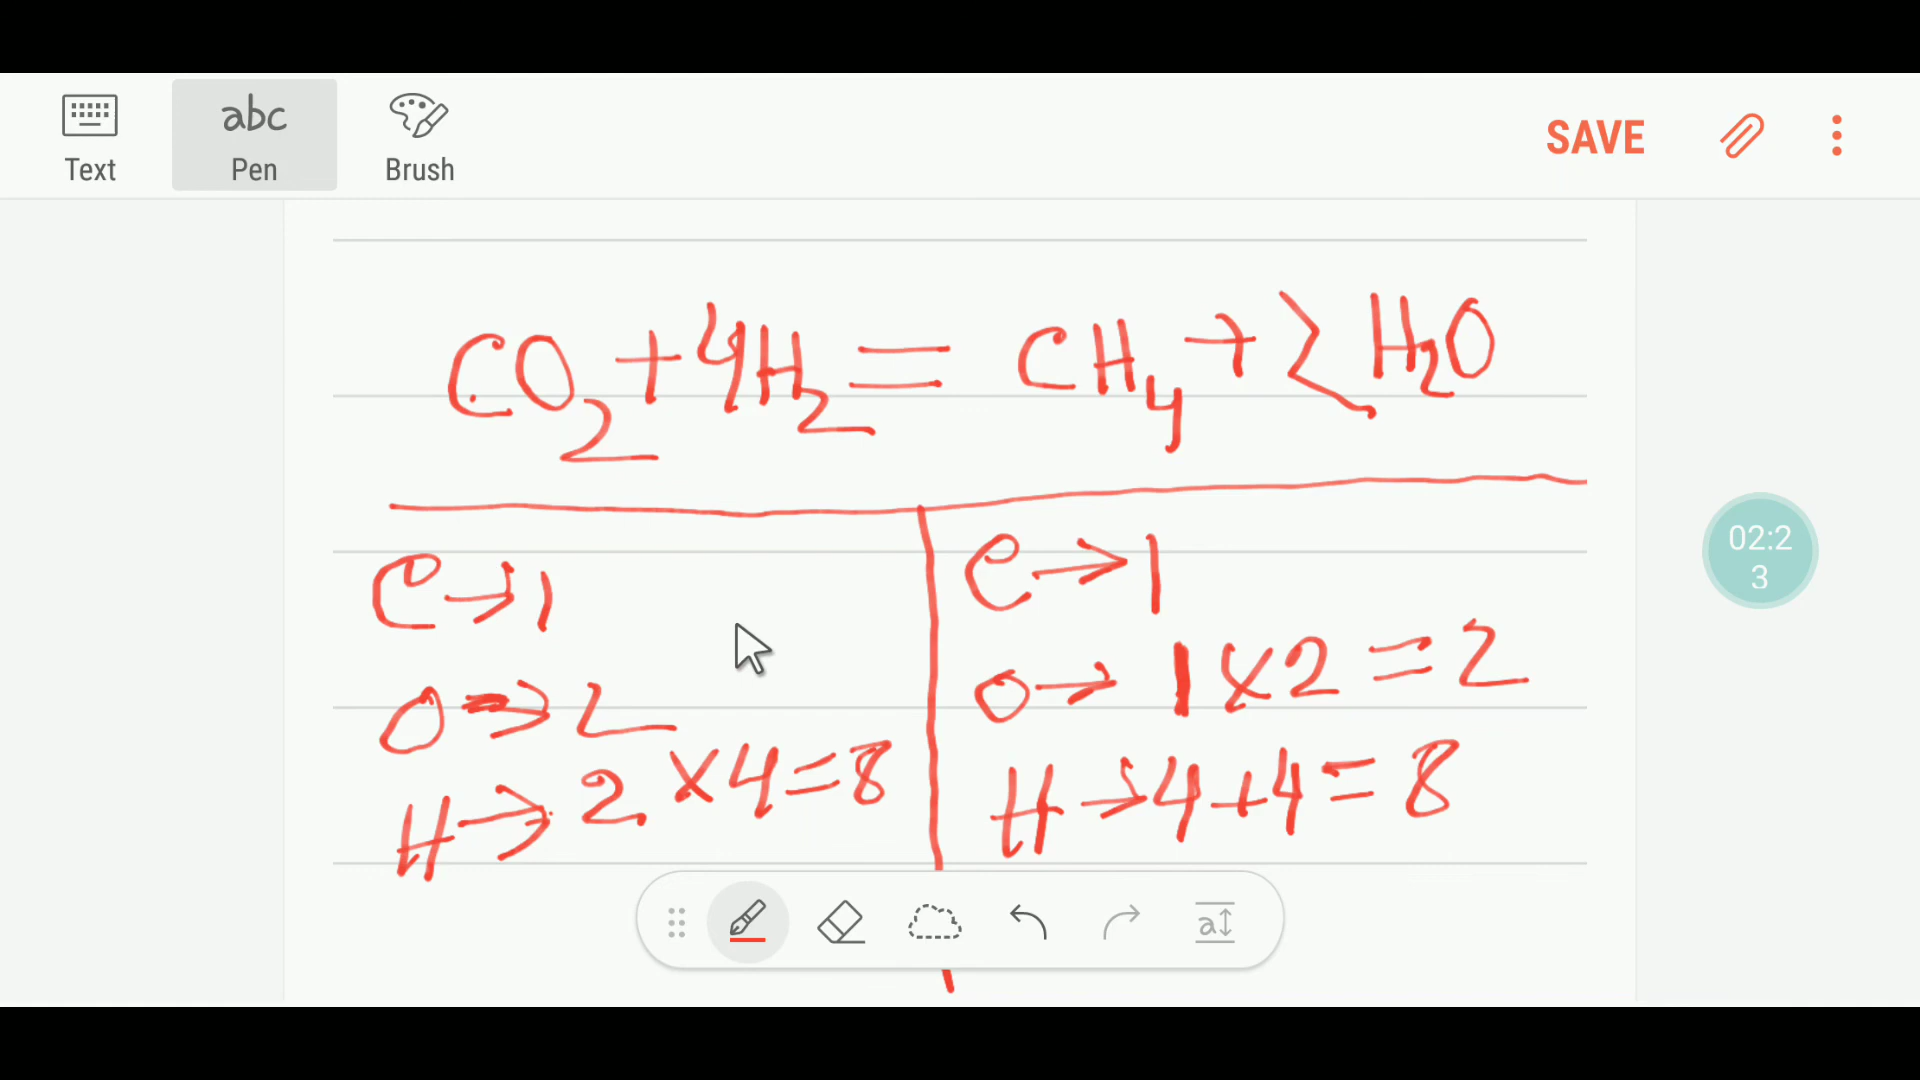 Text
abc
Pen
Brush
SAVE
CO₂ + 4H₂ = CH₄ + 2H₂O
C → 1
O → 2
H → 2 × 4 = 8
C → 1
O → 1 × 2 = 2
H → 4 + 4 = 8
02:2
3
a